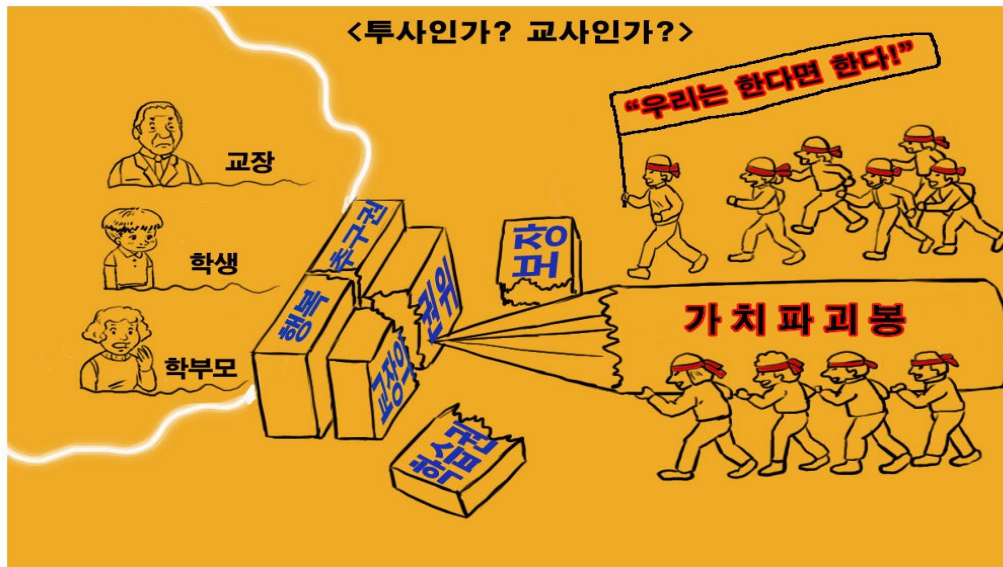 <투사인가? 교사인가?>
“우리는 한다면 한다!”
교장
학생
학부모
행복 추구권
교장의 권위
학습권
보장
가치파괴봉